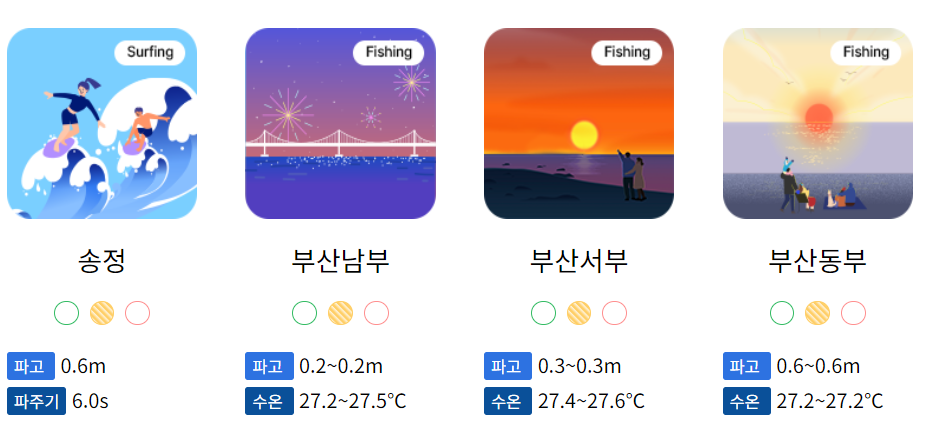 Surfing
Fishing
Fishing
Fishing
송정
부산남부
부산서부
부산동부
파고 0.6m
파고 0.2~0.2m
파고 0.3~0.3m
파고 0.6~0.6m
파주기 6.0s
수온 27.2~27.5℃
수온 27.4~27.6℃
수온 27.2~27.2℃